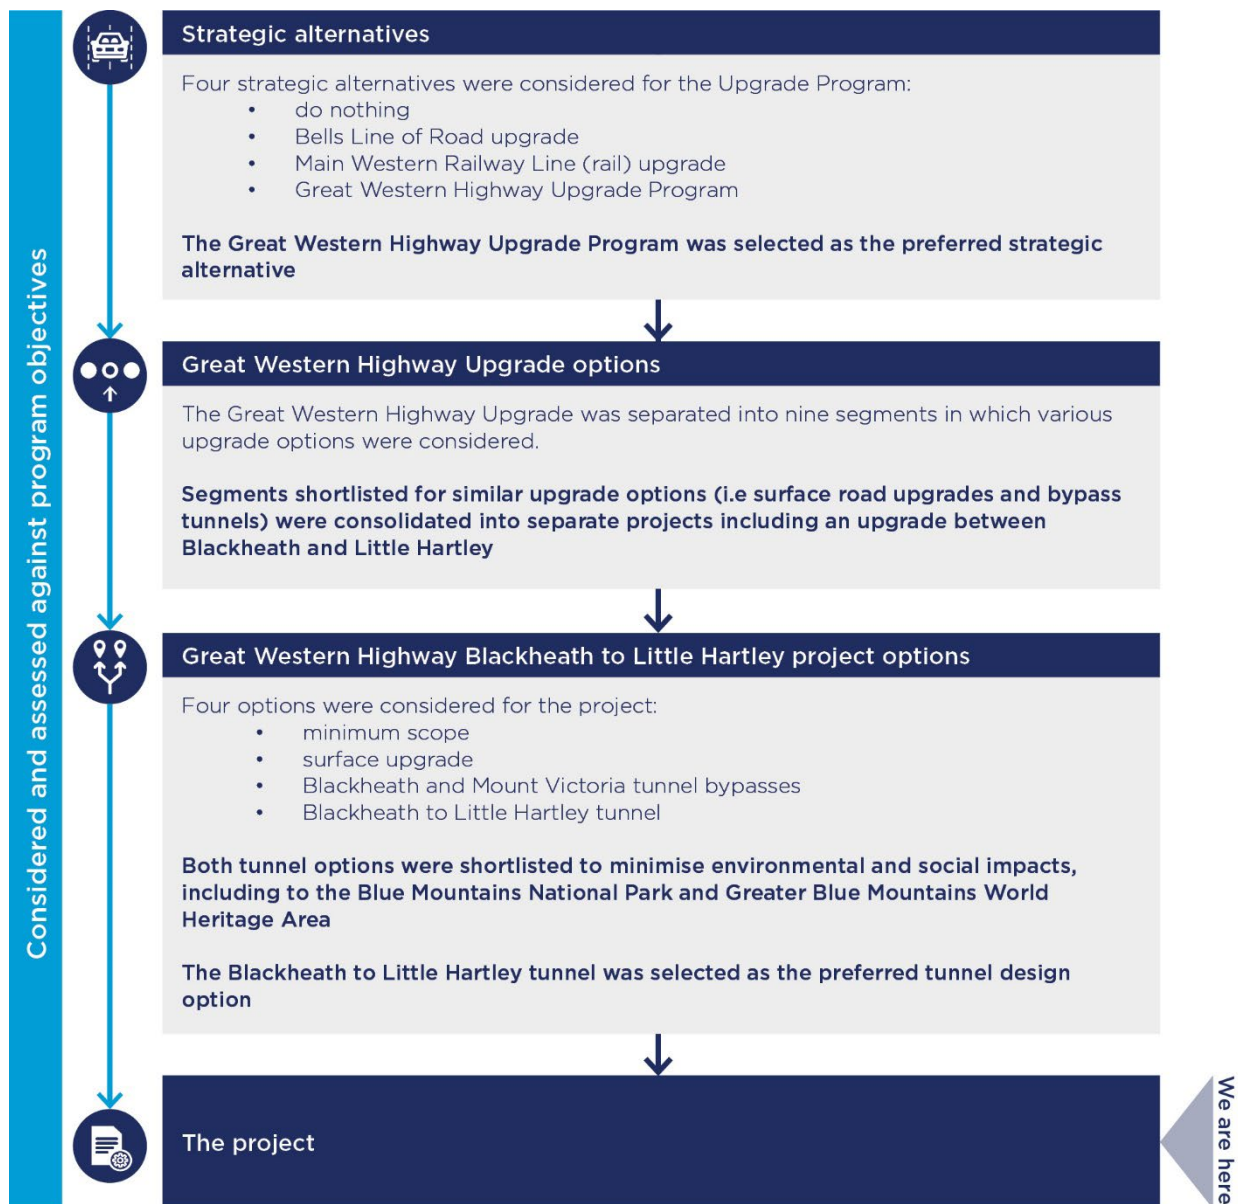 Considered and assessed against program objectives
Strategic alternatives
Four strategic alternatives were considered for the Upgrade Program:
• do nothing
• Bells Line of Road upgrade
• Main Western Railway Line (rail) upgrade
• Great Western Highway Upgrade Program
The Great Western Highway Upgrade Program was selected as the preferred strategic
alternative
Great Western Highway Upgrade options
The Great Western Highway Upgrade was separated into nine segments in which various
upgrade options were considered.
Segments shortlisted for similar upgrade options (i.e surface road upgrades and bypass
tunnels) were consolidated into separate projects including an upgrade between
Blackheath and Little Hartley
Great Western Highway Blackheath to Little Hartley project options
Four options were considered for the project:
• minimum scope
• surface upgrade
• Blackheath and Mount Victoria tunnel bypasses
• Blackheath to Little Hartley tunnel
Both tunnel options were shortlisted to minimise environmental and social impacts,
including to the Blue Mountains National Park and Greater Blue Mountains World
Heritage Area
The Blackheath to Little Hartley tunnel was selected as the preferred tunnel design
option
The project
We are here